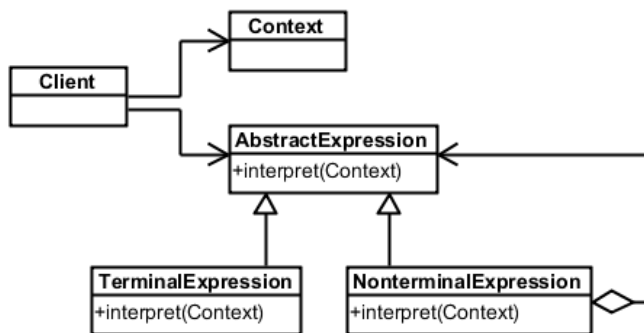 Context
Client
AbstractExpression
+interpret(Context)
TerminalExpression
+interpret(Context)
NonterminalExpression
+interpret(Context)